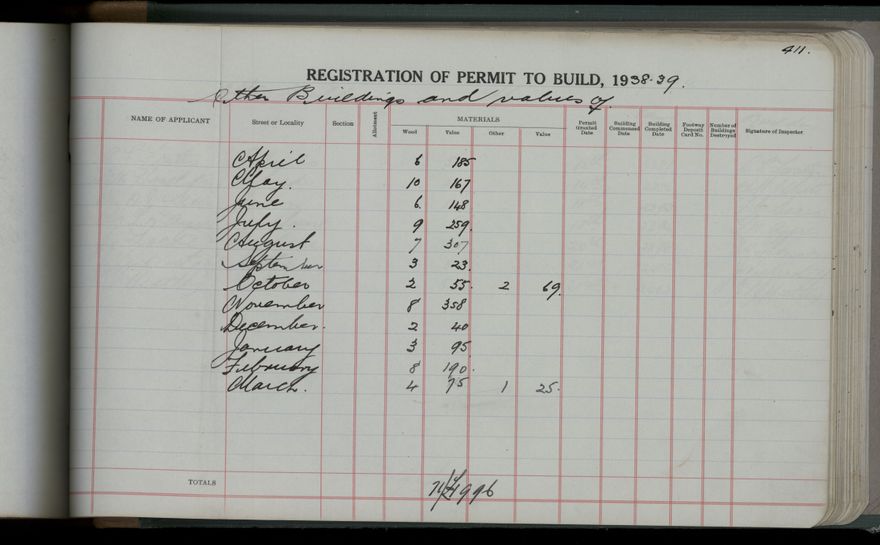 411.
REGISTRATION OF PERMIT TO BUILD, 1938-39.
Other Buildings and values of
NAME OF APPLICANT Street or Locality Section Allotment MATERIALS Permit Granted Date Building Commenced Date Building Completed Date Footway Deposit Card No. Number of Buildings Destroyed Signature of Inspector
Wood Value Other Value
April 6 185
May. 10 167
June 6 148
July. 9 259
August 7 307
September 3 23
October 2 55 2 69
November 8 358
December. 2 40
January 3 95
February 8 190
March. 4 75 1 25
TOTALS